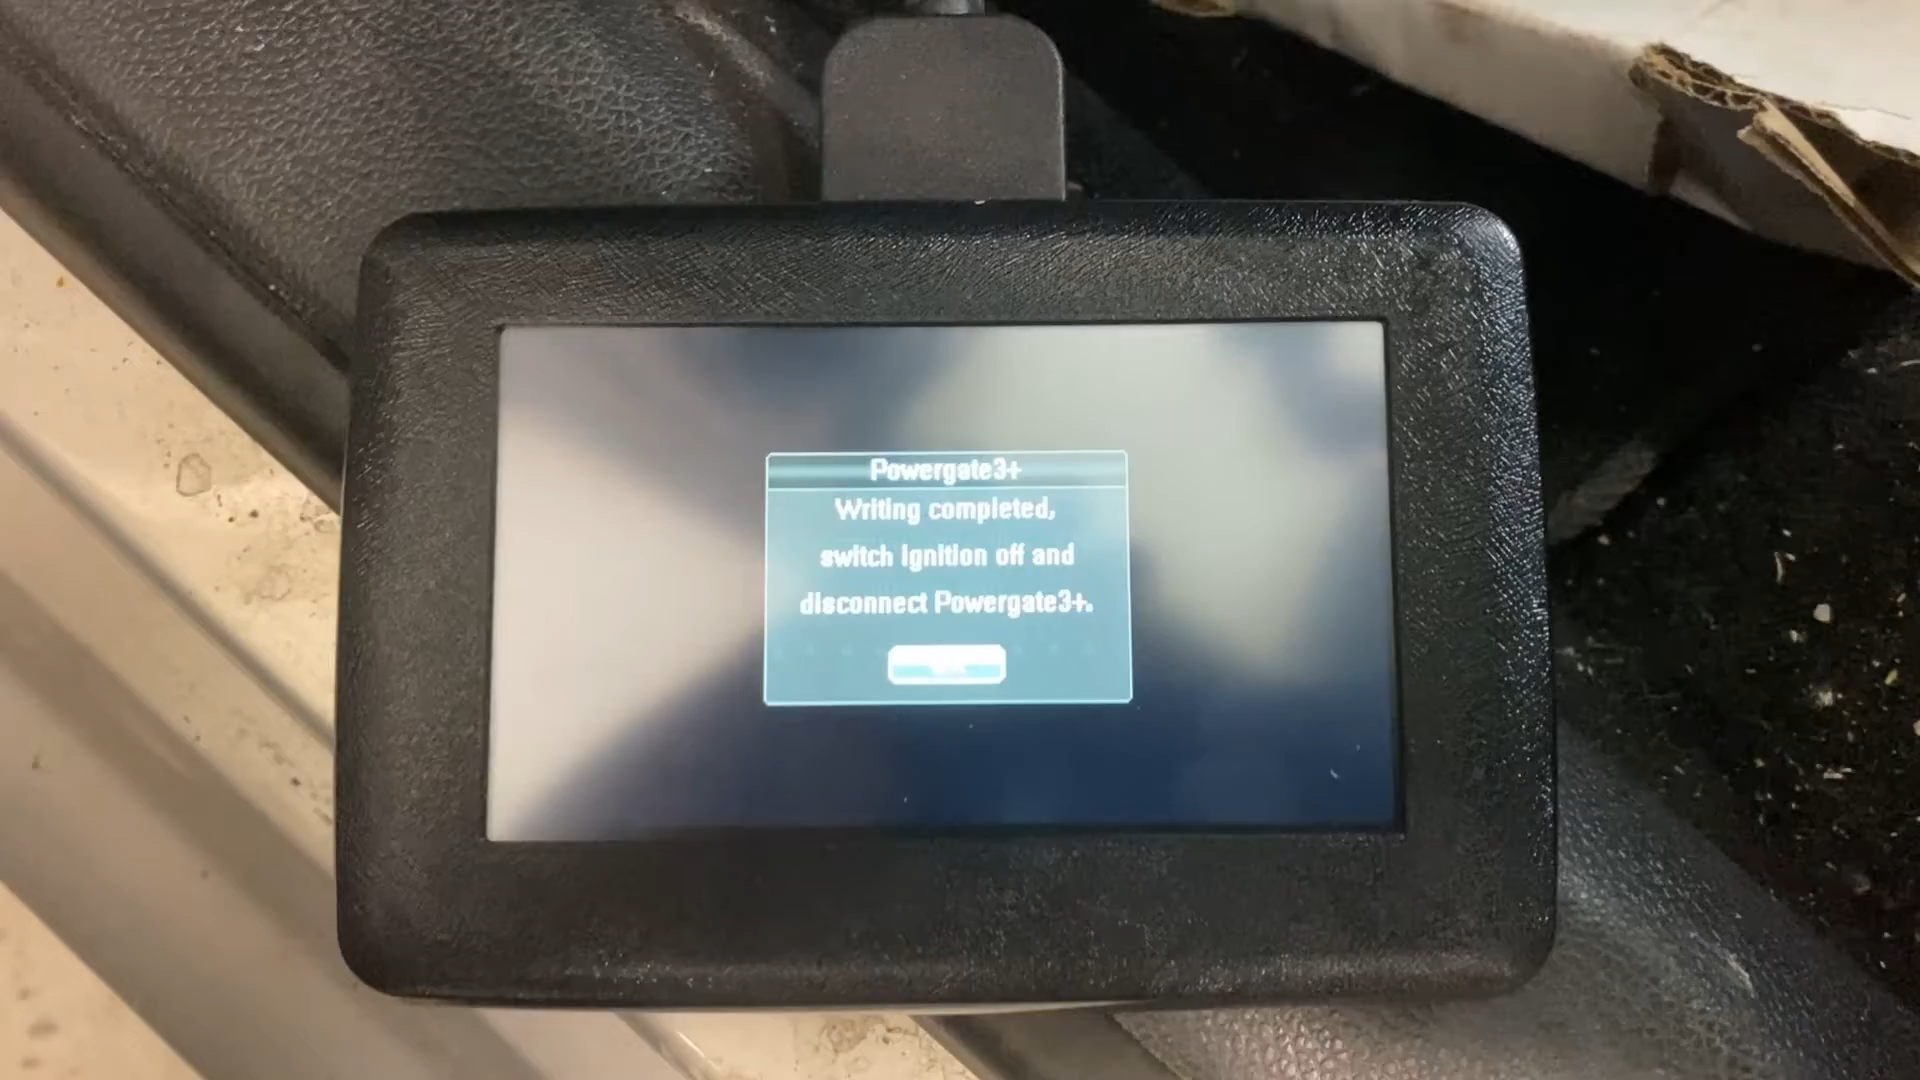 Powergate3+
Writing completed,
switch ignition off and
disconnect Powergate3+.